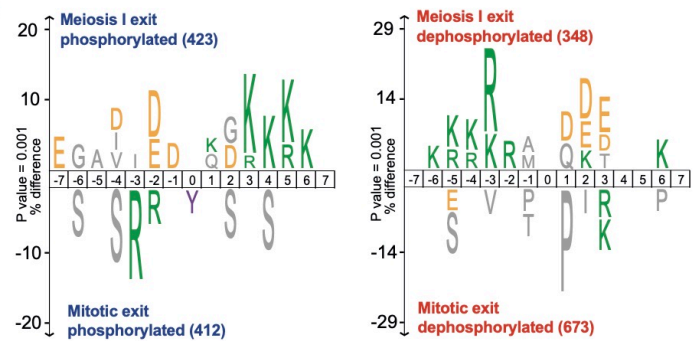 Meiosis I exit
phosphorylated (423)
20
10
-10
-20
P value = 0.001
% difference
E G A D I V I D E D K Q G D K R K K R K
-7 -6 -5 -4 -3 -2 -1 0 1 2 3 4 5 6 7
S S R R Y S S
Mitotic exit
phosphorylated (412)
Meiosis I exit
dephosphorylated (348)
29
14
-14
-29
P value = 0.001
% difference
K K R K R R K R A M D Q D E K E D T K
-7 -6 -5 -4 -3 -2 -1 0 1 2 3 4 5 6 7
E S V P T P I R K P
Mitotic exit
dephosphorylated (673)